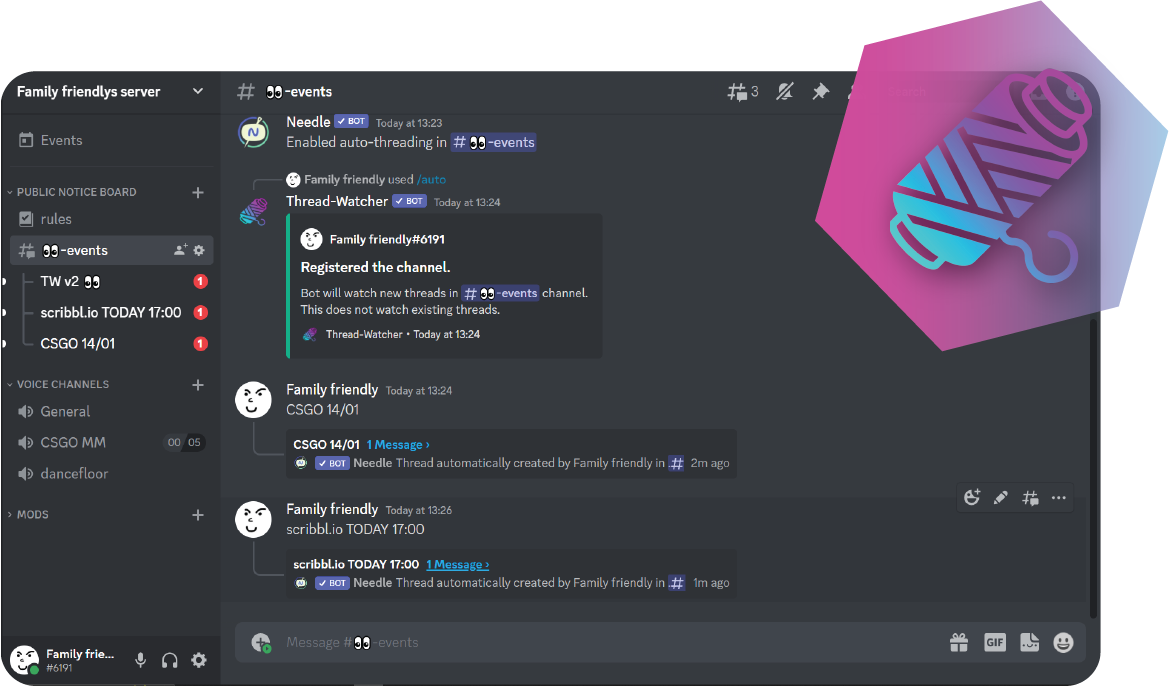 Family friendlys server
Events
PUBLIC NOTICE BOARD
rules
👀-events
TW v2 👀
1
scribbl.io TODAY 17:00
1
CSGO 14/01
1
VOICE CHANNELS
General
CSGO MM
00 05
dancefloor
MODS
Family frie...
#6191
# 👀-events
3
Needle ✓ BOT Today at 13:23
Enabled auto-threading in # 👀-events
Family friendly used /auto
Thread-Watcher ✓ BOT Today at 13:24
Family friendly#6191
Registered the channel.
Bot will watch new threads in # 👀-events channel.
This does not watch existing threads.
Thread-Watcher • Today at 13:24
Family friendly Today at 13:24
CSGO 14/01
CSGO 14/01 1 Message ›
✓ BOT Needle Thread automatically created by Family friendly in # 2m ago
Family friendly Today at 13:26
scribbl.io TODAY 17:00
scribbl.io TODAY 17:00 1 Message ›
✓ BOT Needle Thread automatically created by Family friendly in # 1m ago
Message # 👀-events
GIF